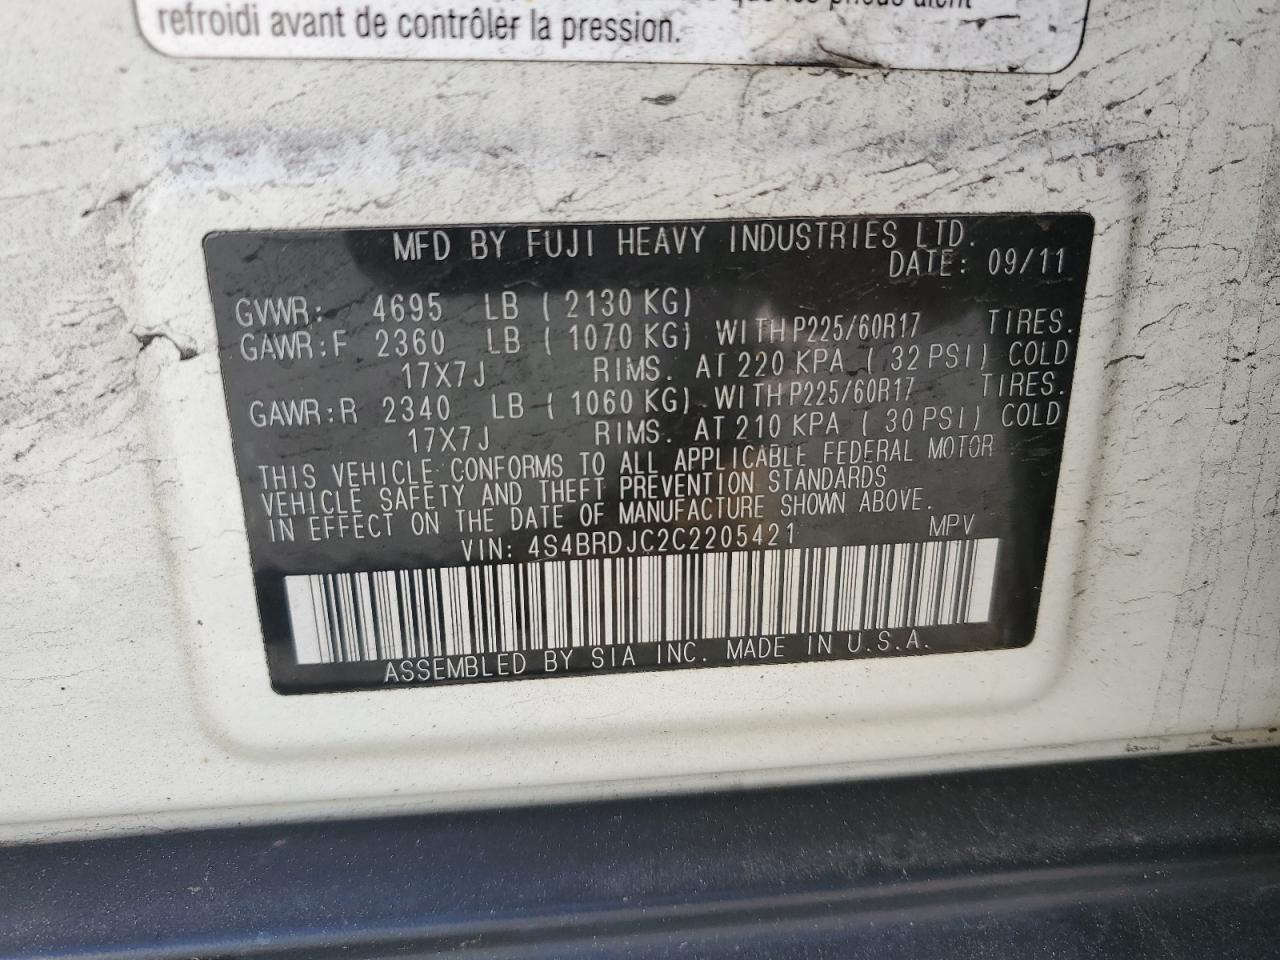 refroidi avant de contrôler la pression.
MFD BY FUJI HEAVY INDUSTRIES LTD.
DATE: 09/11
GVWR: 4695 LB ( 2130 KG)
GAWR:F 2360 LB ( 1070 KG) WITH P225/60R17 TIRES.
17X7J RIMS. AT 220 KPA ( 32 PSI) COLD
GAWR:R 2340 LB ( 1060 KG) WITH P225/60R17 TIRES.
17X7J RIMS. AT 210 KPA ( 30 PSI) COLD
THIS VEHICLE CONFORMS TO ALL APPLICABLE FEDERAL MOTOR
VEHICLE SAFETY AND THEFT PREVENTION STANDARDS
IN EFFECT ON THE DATE OF MANUFACTURE SHOWN ABOVE.
VIN: 4S4BRDJC2C2205421 MPV
ASSEMBLED BY SIA INC. MADE IN U.S.A.